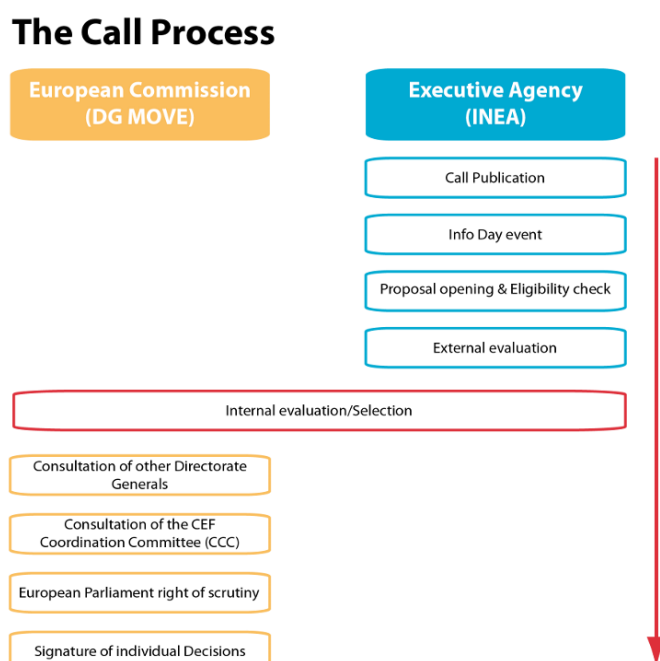 The Call Process
European Commission
(DG MOVE)
Executive Agency
(INEA)
Call Publication
Info Day event
Proposal opening & Eligibility check
External evaluation
Internal evaluation/Selection
Consultation of other Directorate
Generals
Consultation of the CEF
Coordination Committee (CCC)
European Parliament right of scrutiny
Signature of individual Decisions